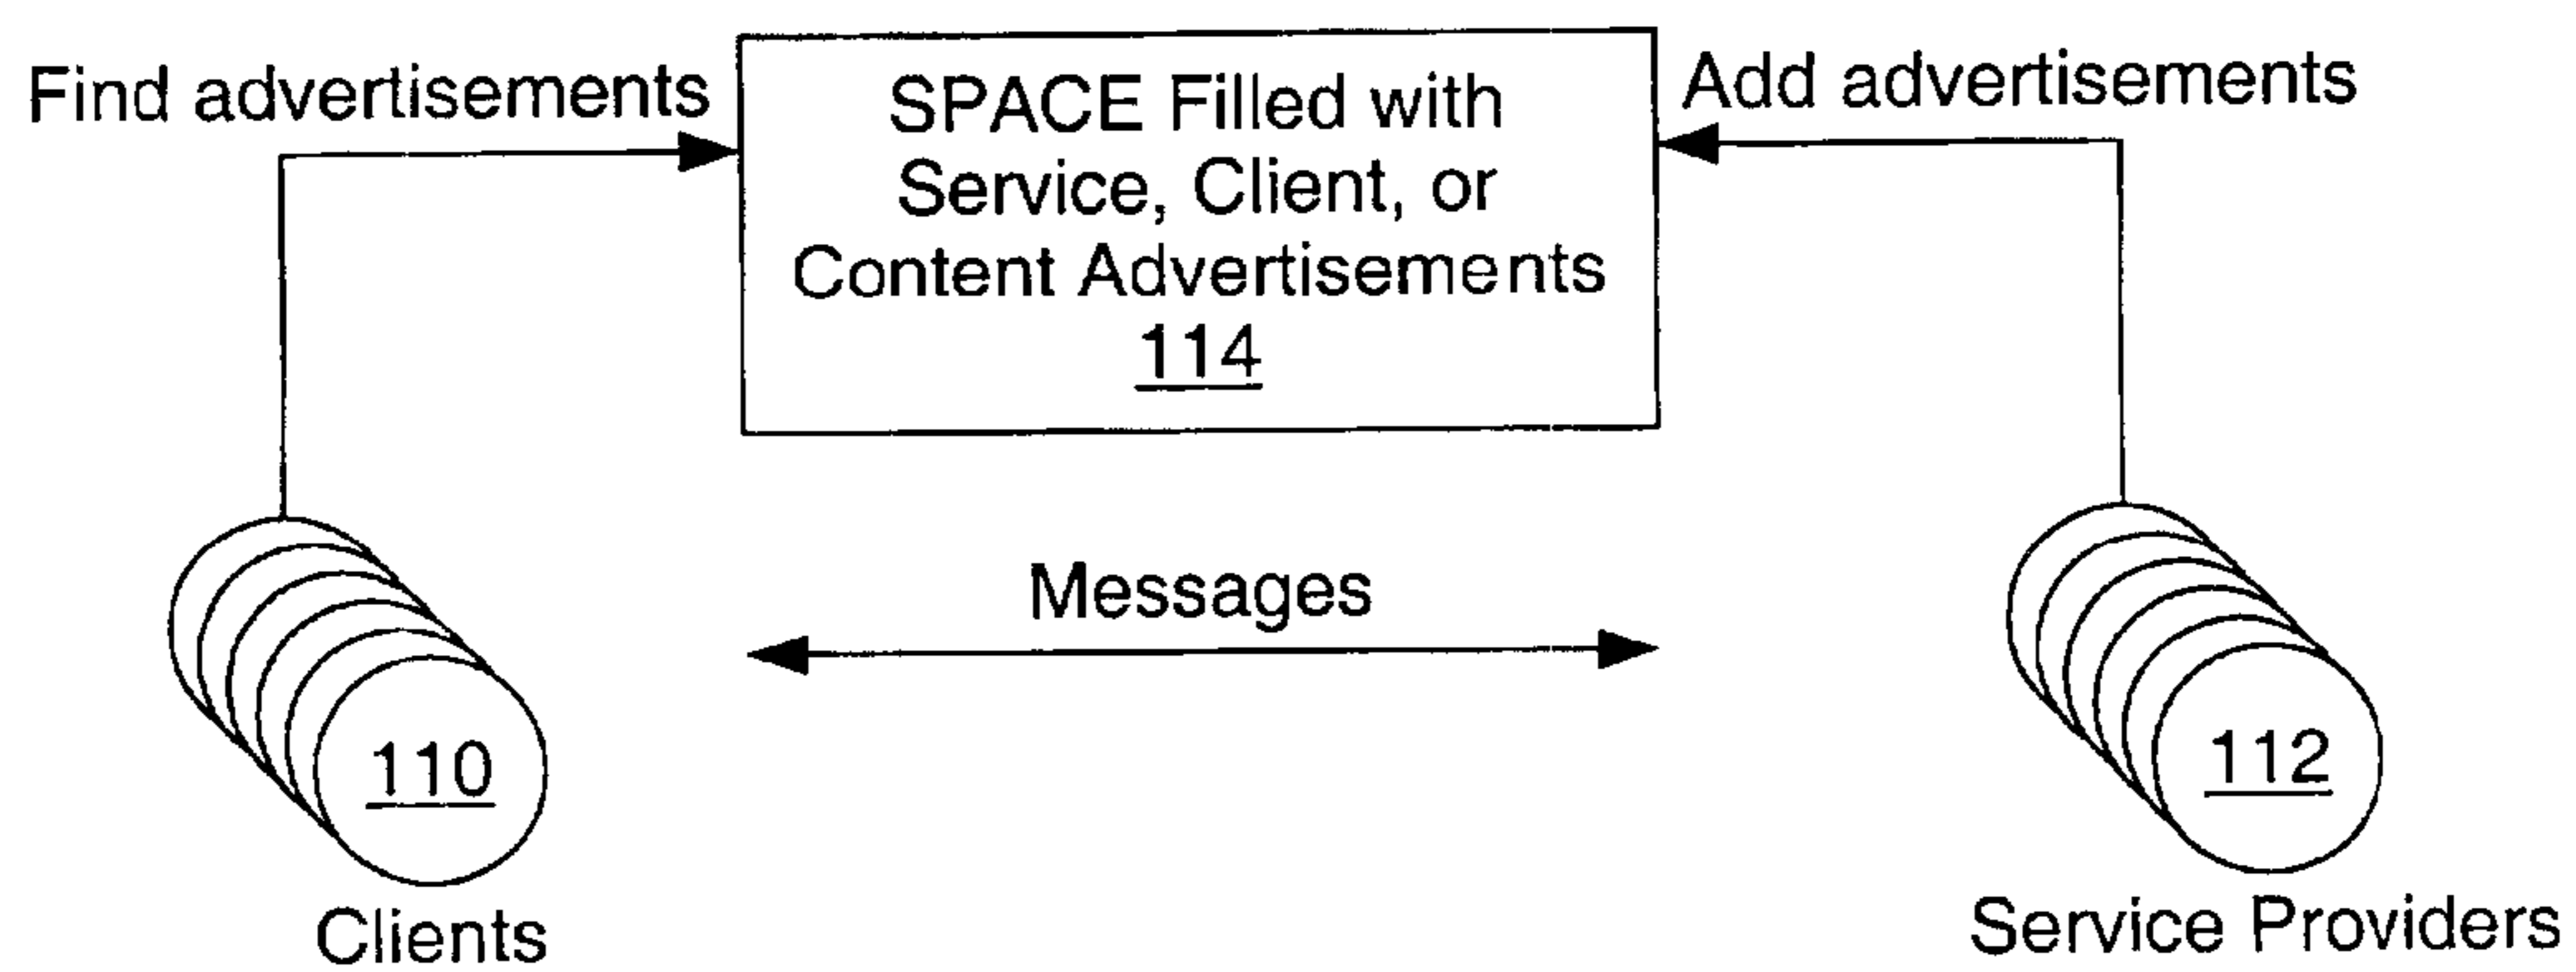 Find advertisements
SPACE Filled with
Service, Client, or
Content Advertisements
114
Add advertisements
Messages
110
Clients
112
Service Providers